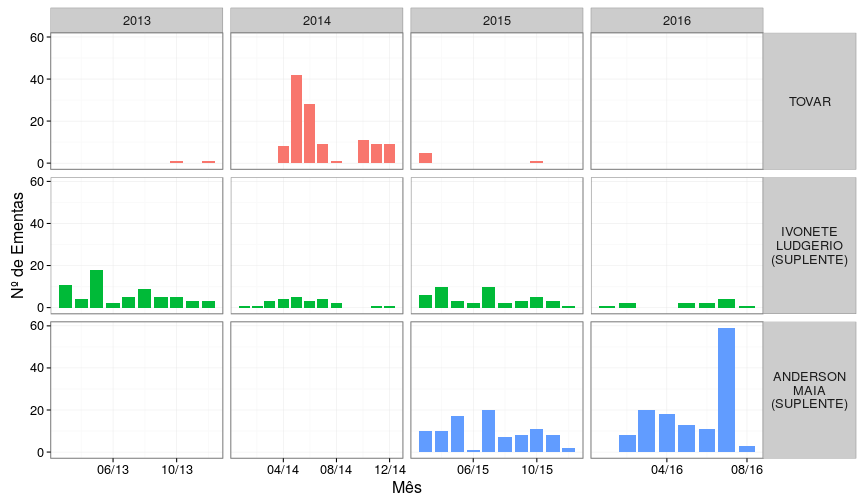 2013 2014 2015 2016
60
40
20
0
TOVAR
60
40
20
0
IVONETE
LUDGERIO
(SUPLENTE)
60
40
20
0
ANDERSON
MAIA
(SUPLENTE)
Nº de Ementas
06/13 10/13 04/14 08/14 12/14 06/15 10/15 04/16 08/16
Mês